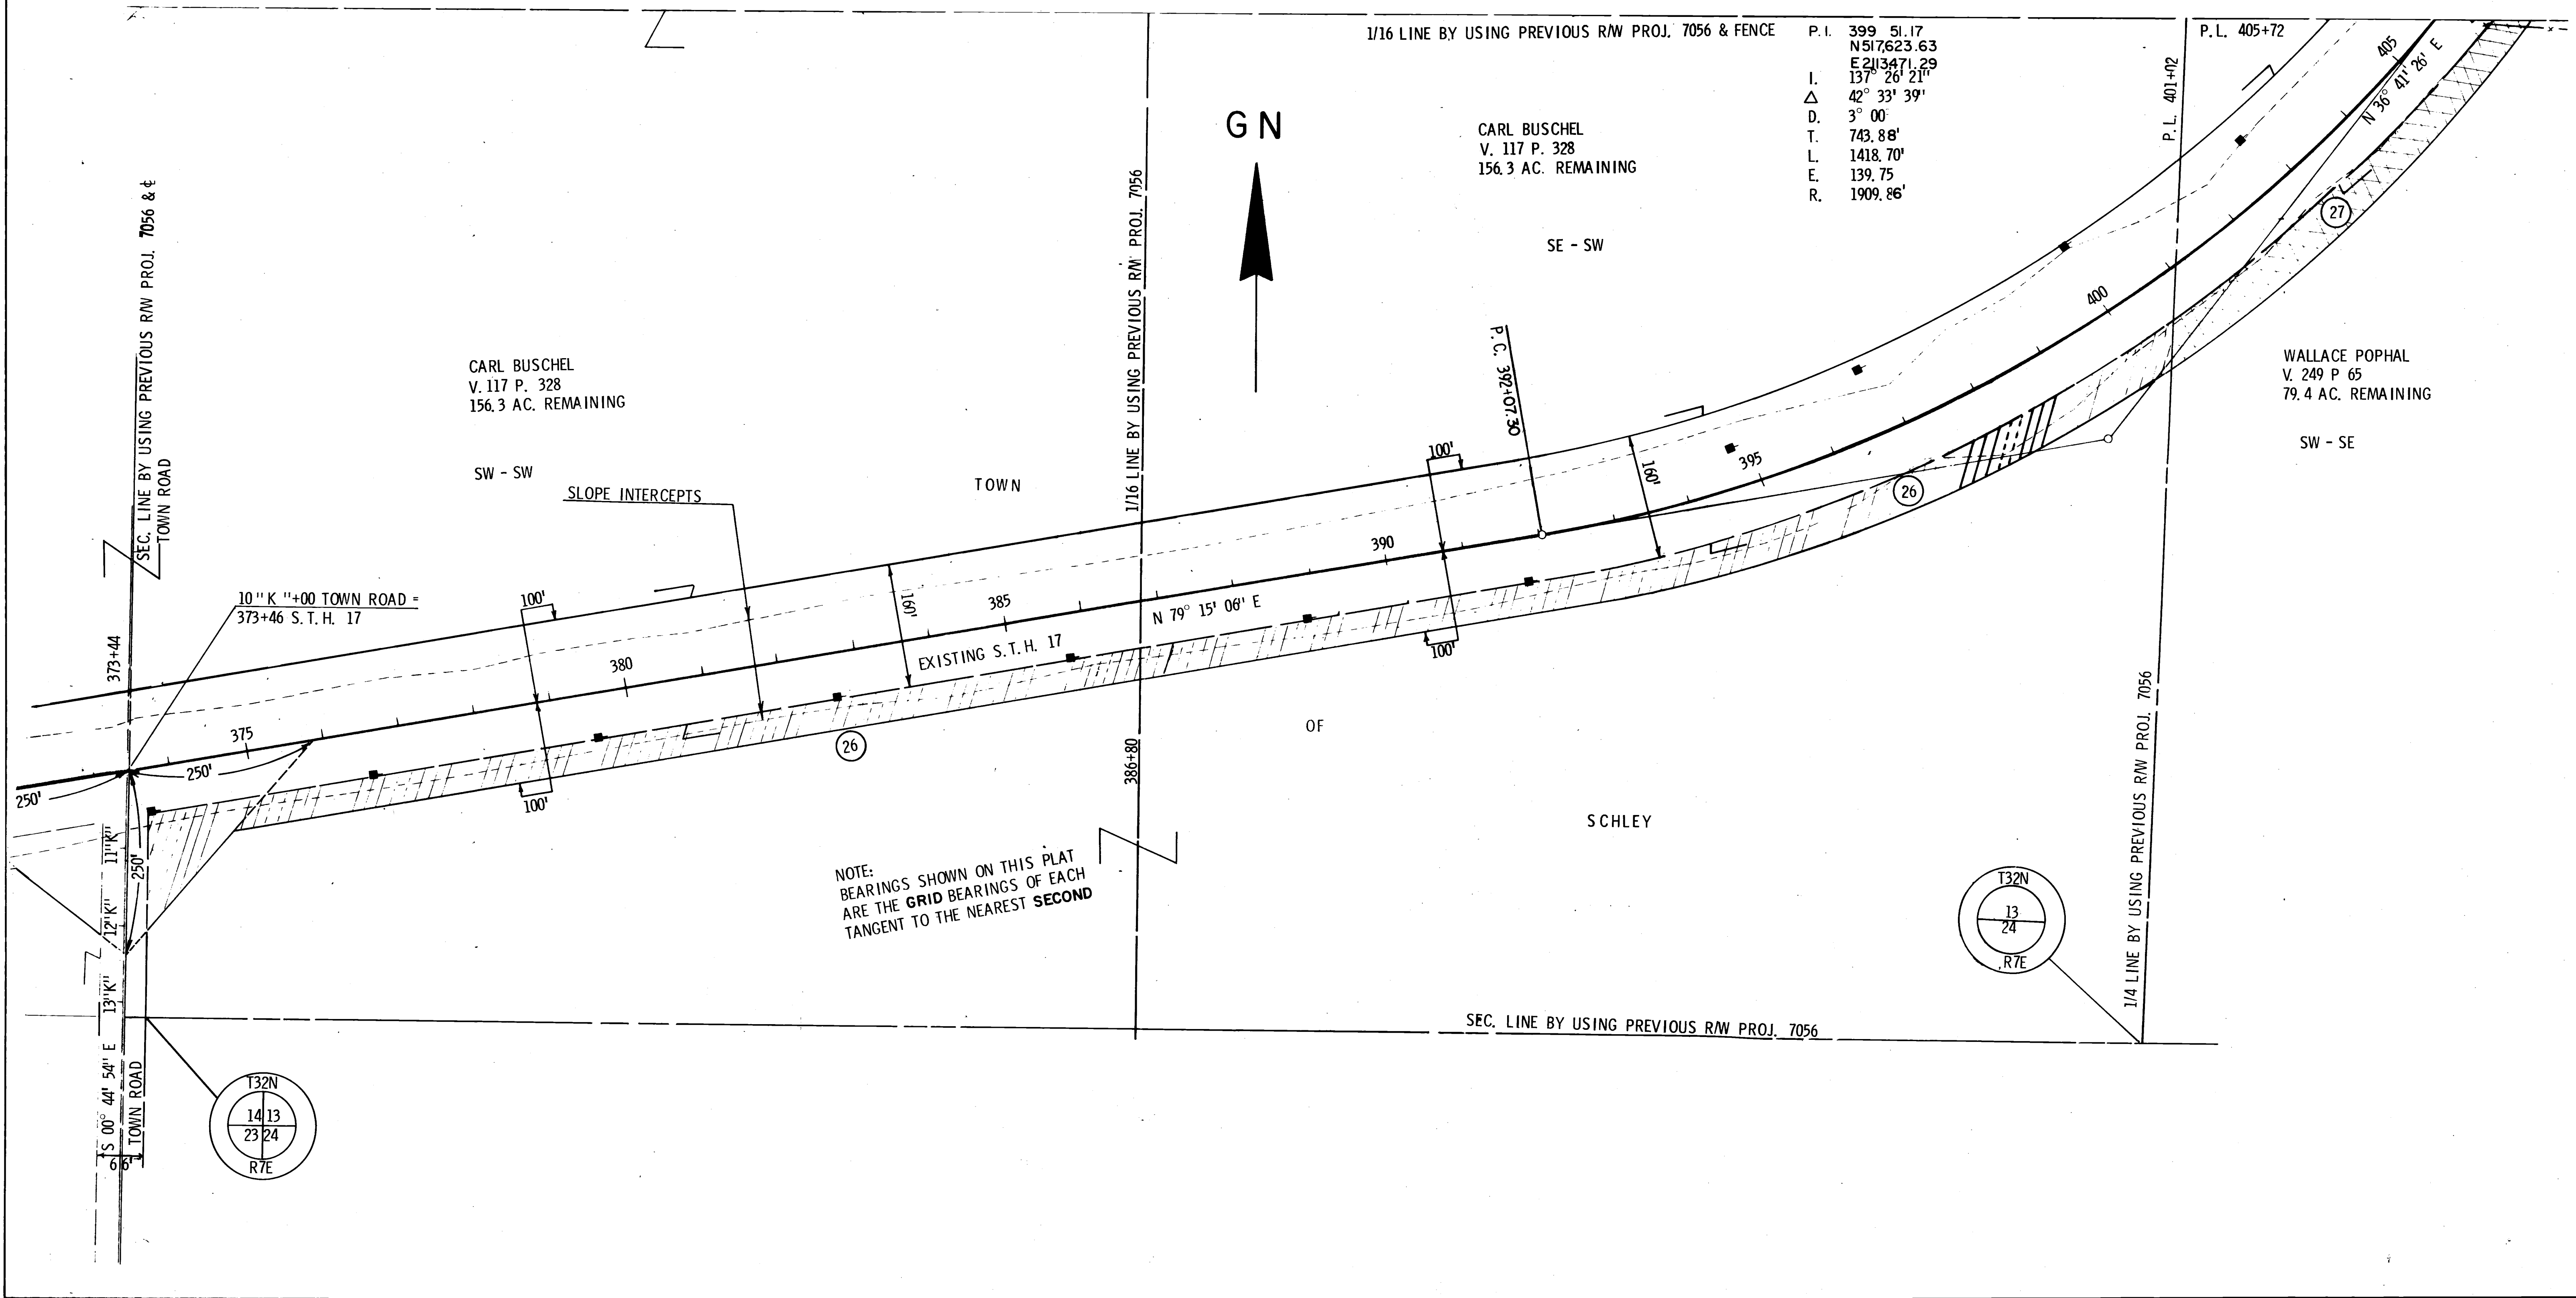 1/16 LINE BY USING PREVIOUS R/W PROJ. 7056 & FENCE
P.I. 399 51.17
N517,623.63
E2,113,471.29
I. 137° 26' 21"
△ 42° 33' 39"
D. 3° 00'
T. 743.88'
L. 1418.70'
E. 139.75
R. 1909.86'
P.L. 405+72
405
N 36° 41' 26" E
P.L. 401+02
GN
CARL BUSCHEL
V. 117 P. 328
156.3 AC. REMAINING
SE - SW
27
400
WALLACE POPHAL
V. 249 P 65
79.4 AC. REMAINING
SW - SE
SEC. LINE BY USING PREVIOUS R/W PROJ. 7056 & ℄
TOWN ROAD
CARL BUSCHEL
V. 117 P. 328
156.3 AC. REMAINING
SW - SW
SLOPE INTERCEPTS
TOWN
1/16 LINE BY USING PREVIOUS R/W PROJ. 7056
P.C. 392+07.30
100'
160'
395
26
390
10 "K "+00 TOWN ROAD =
373+46 S.T.H. 17
373+44
100'
160'
385
N 79° 15' 06" E
EXISTING S.T.H. 17
380
100'
375
250'
250'
250'
100'
26
OF
386+80
SCHLEY
11"K"
12"K"
13"K"
NOTE:
BEARINGS SHOWN ON THIS PLAT
ARE THE GRID BEARINGS OF EACH
TANGENT TO THE NEAREST SECOND
T32N
13
24
R7E
1/4 LINE BY USING PREVIOUS R/W PROJ. 7056
SEC. LINE BY USING PREVIOUS R/W PROJ. 7056
S 00° 44' 54" E
TOWN ROAD
66'
T32N
14 13
23 24
R7E